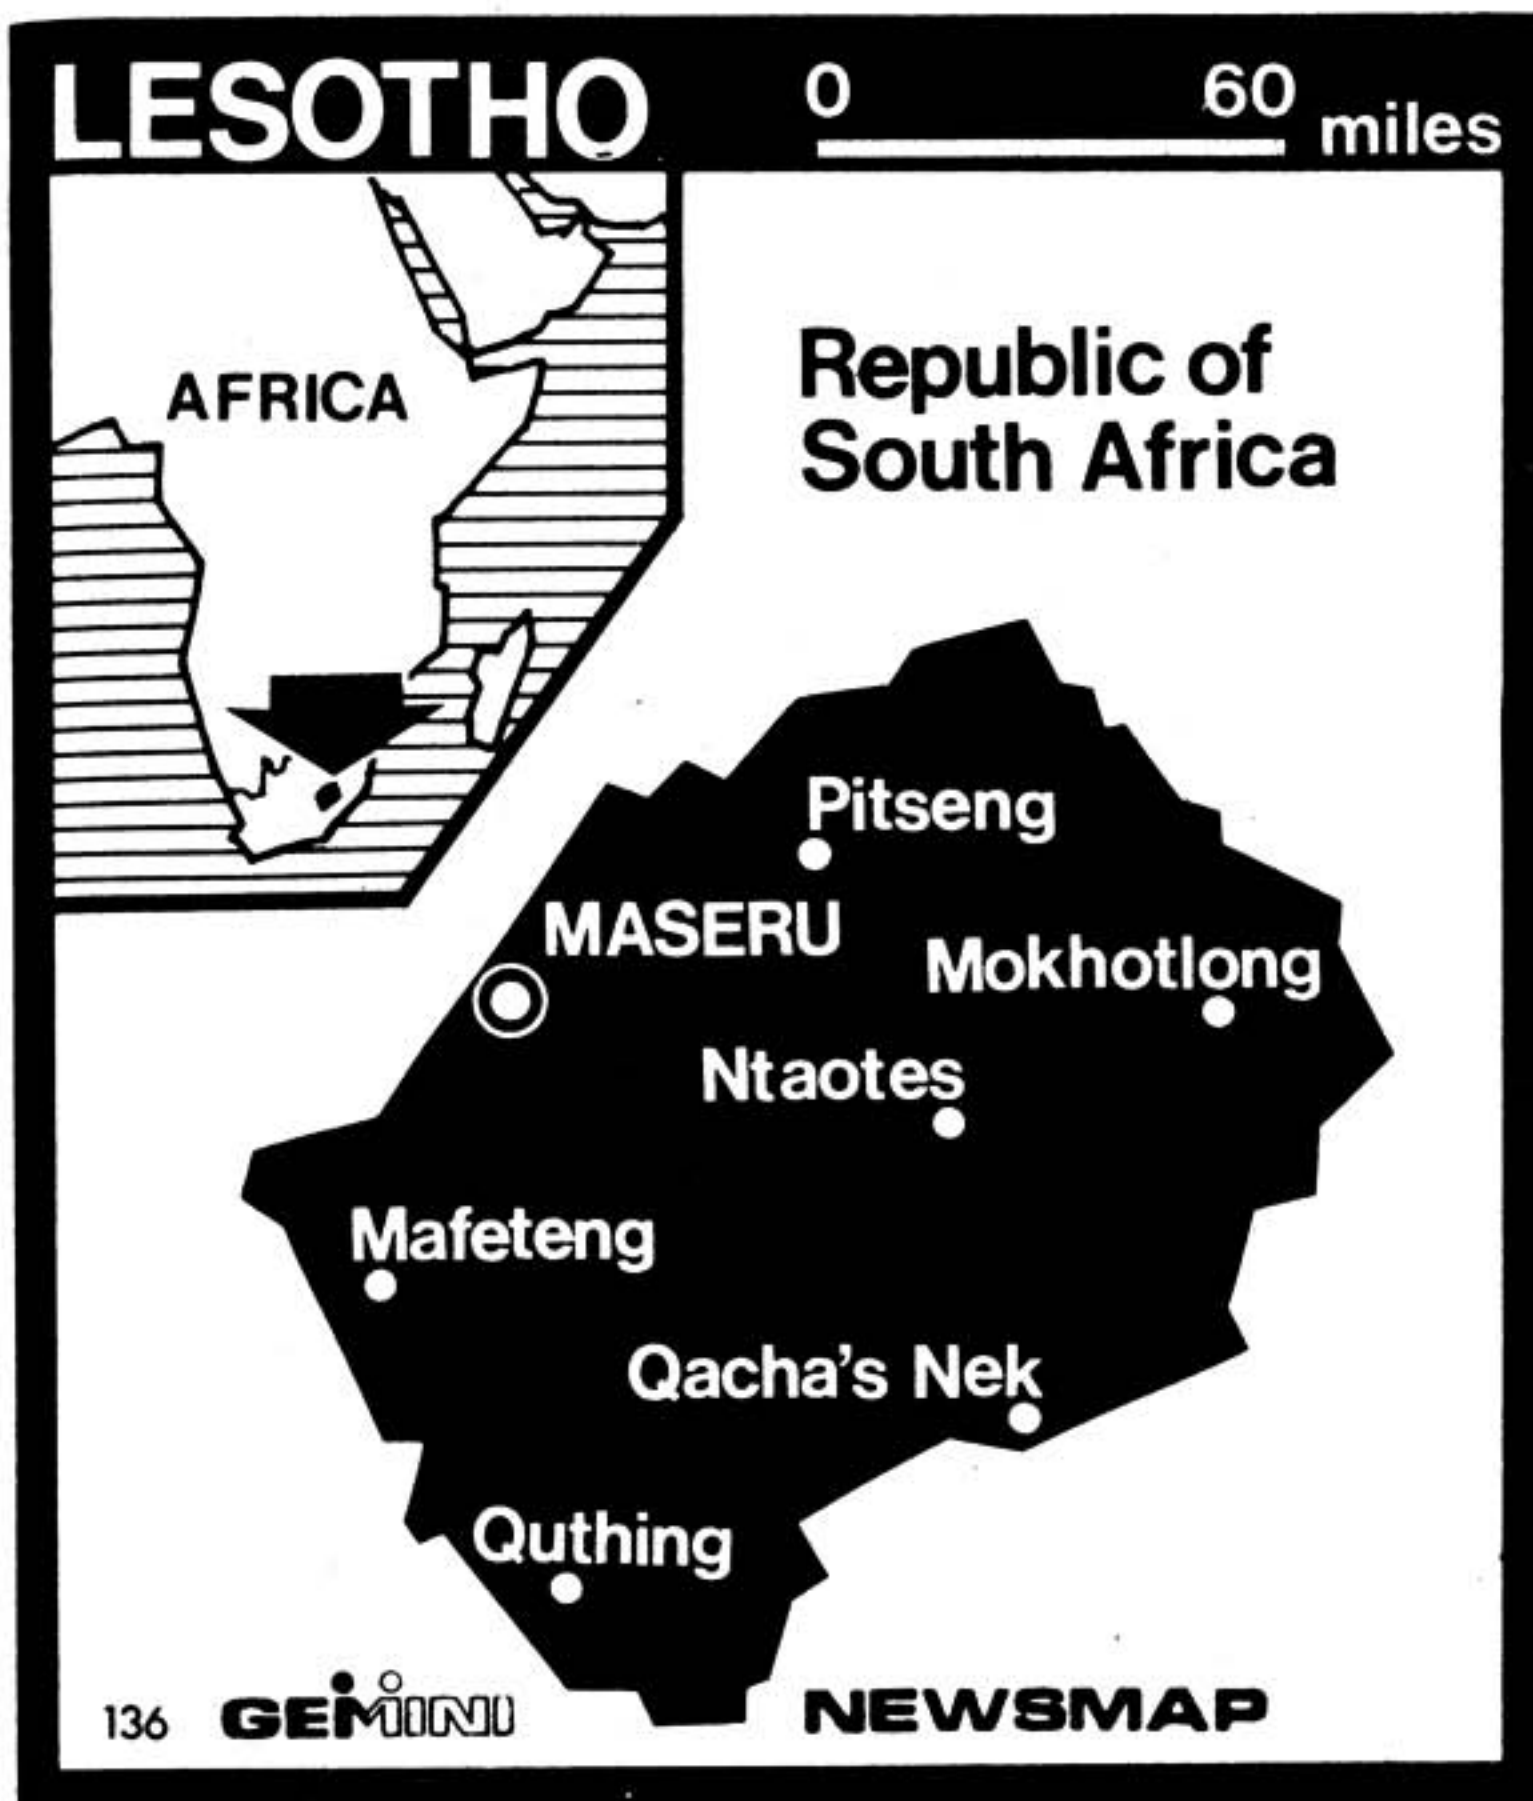 LESOTHO
0 60 miles
AFRICA
Republic of
South Africa
Pitseng
MASERU
Mokhotlong
Ntaotes
Mafeteng
Qacha's Nek
Quthing
136 GEMINI NEWSMAP